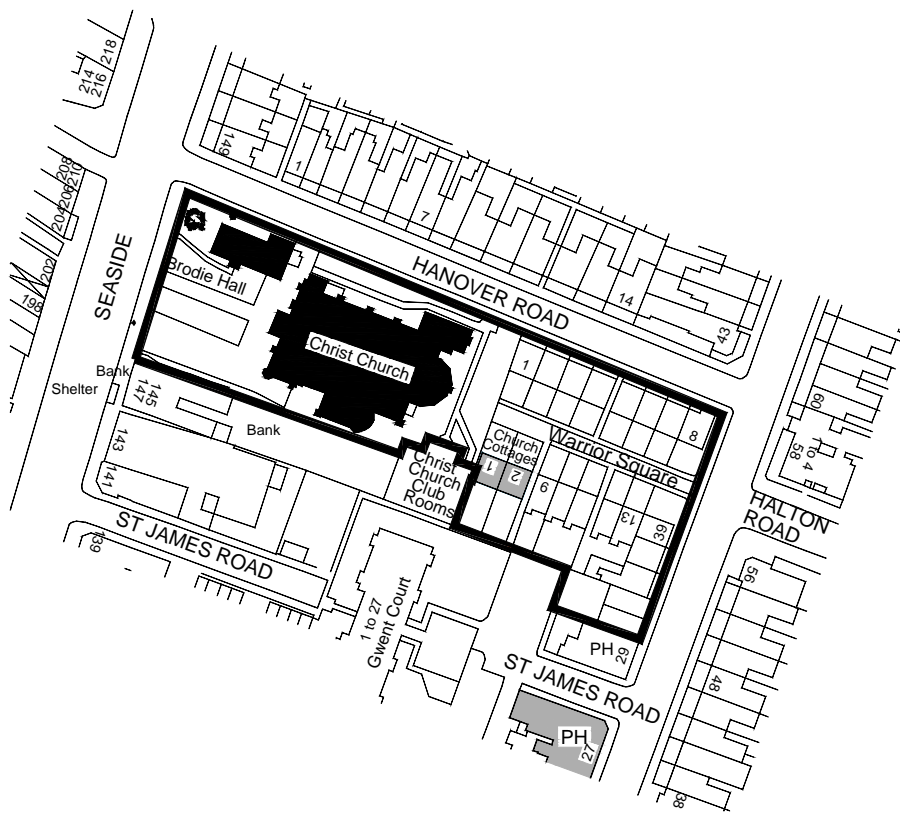 218
216
214
210
208
206
204
202
198
SEASIDE
149
1
7
HANOVER ROAD
14
43
Brodie Hall
Christ Church
Bank
Shelter
147
145
Bank
143
141
139
ST JAMES ROAD
1
8
Warrior Square
Church
Cottages
1
2
Christ
Church
Club
Rooms
9
13
39
60
58
1 to 4
HALTON
ROAD
56
48
38
1 to 27
Gwent Court
PH
29
ST JAMES ROAD
PH
27